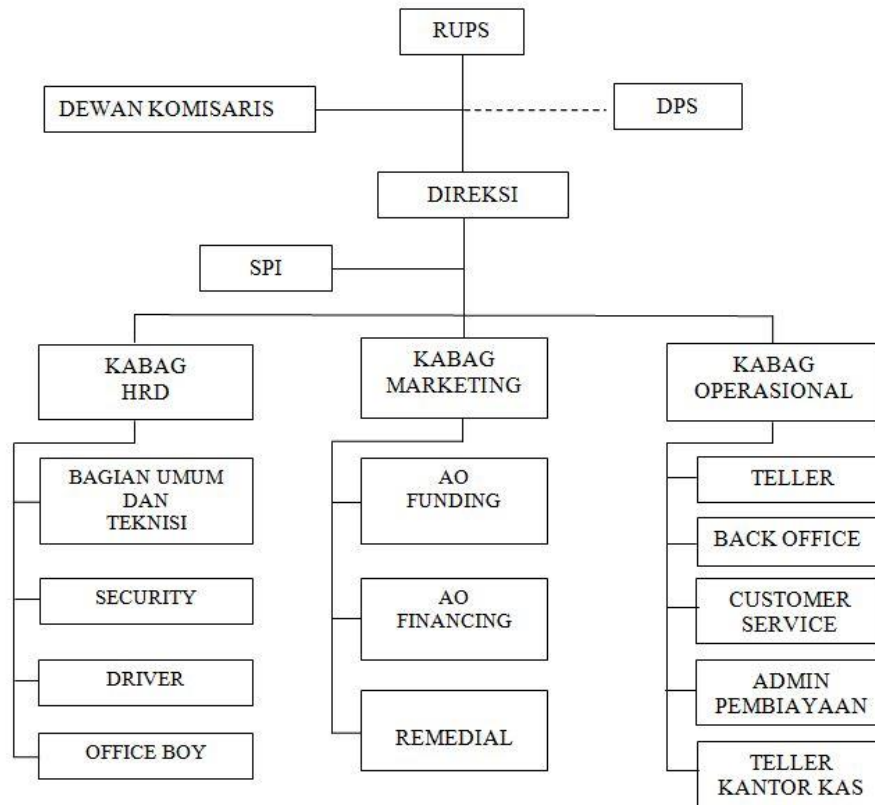 RUPS
DEWAN KOMISARIS
DPS
DIREKSI
SPI
KABAG
HRD
KABAG
MARKETING
KABAG
OPERASIONAL
BAGIAN UMUM
DAN
TEKNISI
SECURITY
DRIVER
OFFICE BOY
AO
FUNDING
AO
FINANCING
REMEDIAL
TELLER
BACK OFFICE
CUSTOMER
SERVICE
ADMIN
PEMBIAYAAN
TELLER
KANTOR KAS